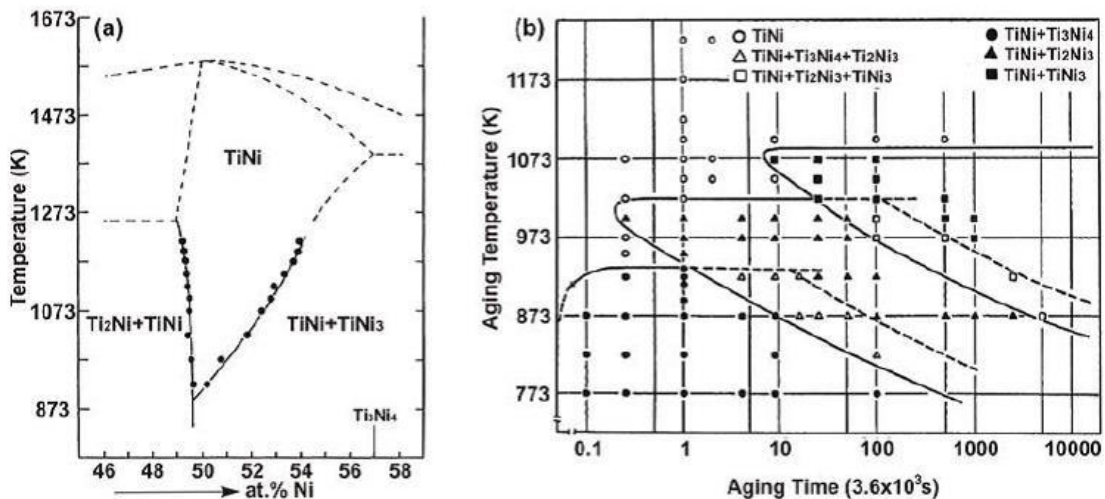 (a)
1673
1473
1273
1073
873
Temperature (K)
TiNi
Ti2Ni+TiNi
TiNi+TiNi3
Ti3Ni4
46 48 50 52 54 56 58
at.% Ni
(b)
TiNi
TiNi+Ti3Ni4+Ti2Ni3
TiNi+Ti2Ni3+TiNi3
TiNi+Ti3Ni4
TiNi+Ti2Ni3
TiNi+TiNi3
1173
1073
973
873
773
Aging Temperature (K)
0.1 1 10 100 1000 10000
Aging Time (3.6x10³s)